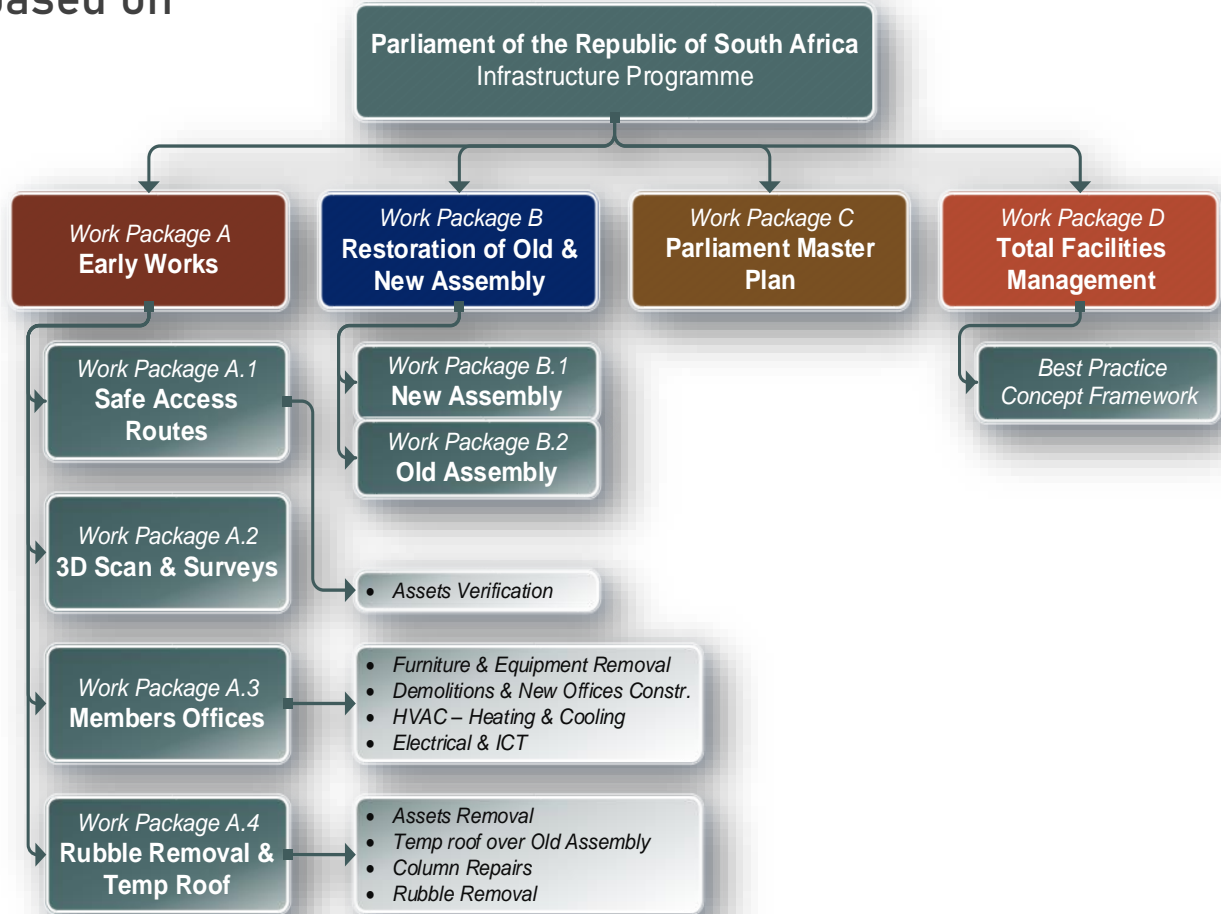 based on
Parliament of the Republic of South Africa
Infrastructure Programme
Work Package A
Early Works
Work Package B
Restoration of Old &
New Assembly
Work Package C
Parliament Master
Plan
Work Package D
Total Facilities
Management
Work Package A.1
Safe Access
Routes
Work Package B.1
New Assembly
Work Package B.2
Old Assembly
Best Practice
Concept Framework
Work Package A.2
3D Scan & Surveys
• Assets Verification
Work Package A.3
Members Offices
• Furniture & Equipment Removal
• Demolitions & New Offices Constr.
• HVAC – Heating & Cooling
• Electrical & ICT
Work Package A.4
Rubble Removal &
Temp Roof
• Assets Removal
• Temp roof over Old Assembly
• Column Repairs
• Rubble Removal